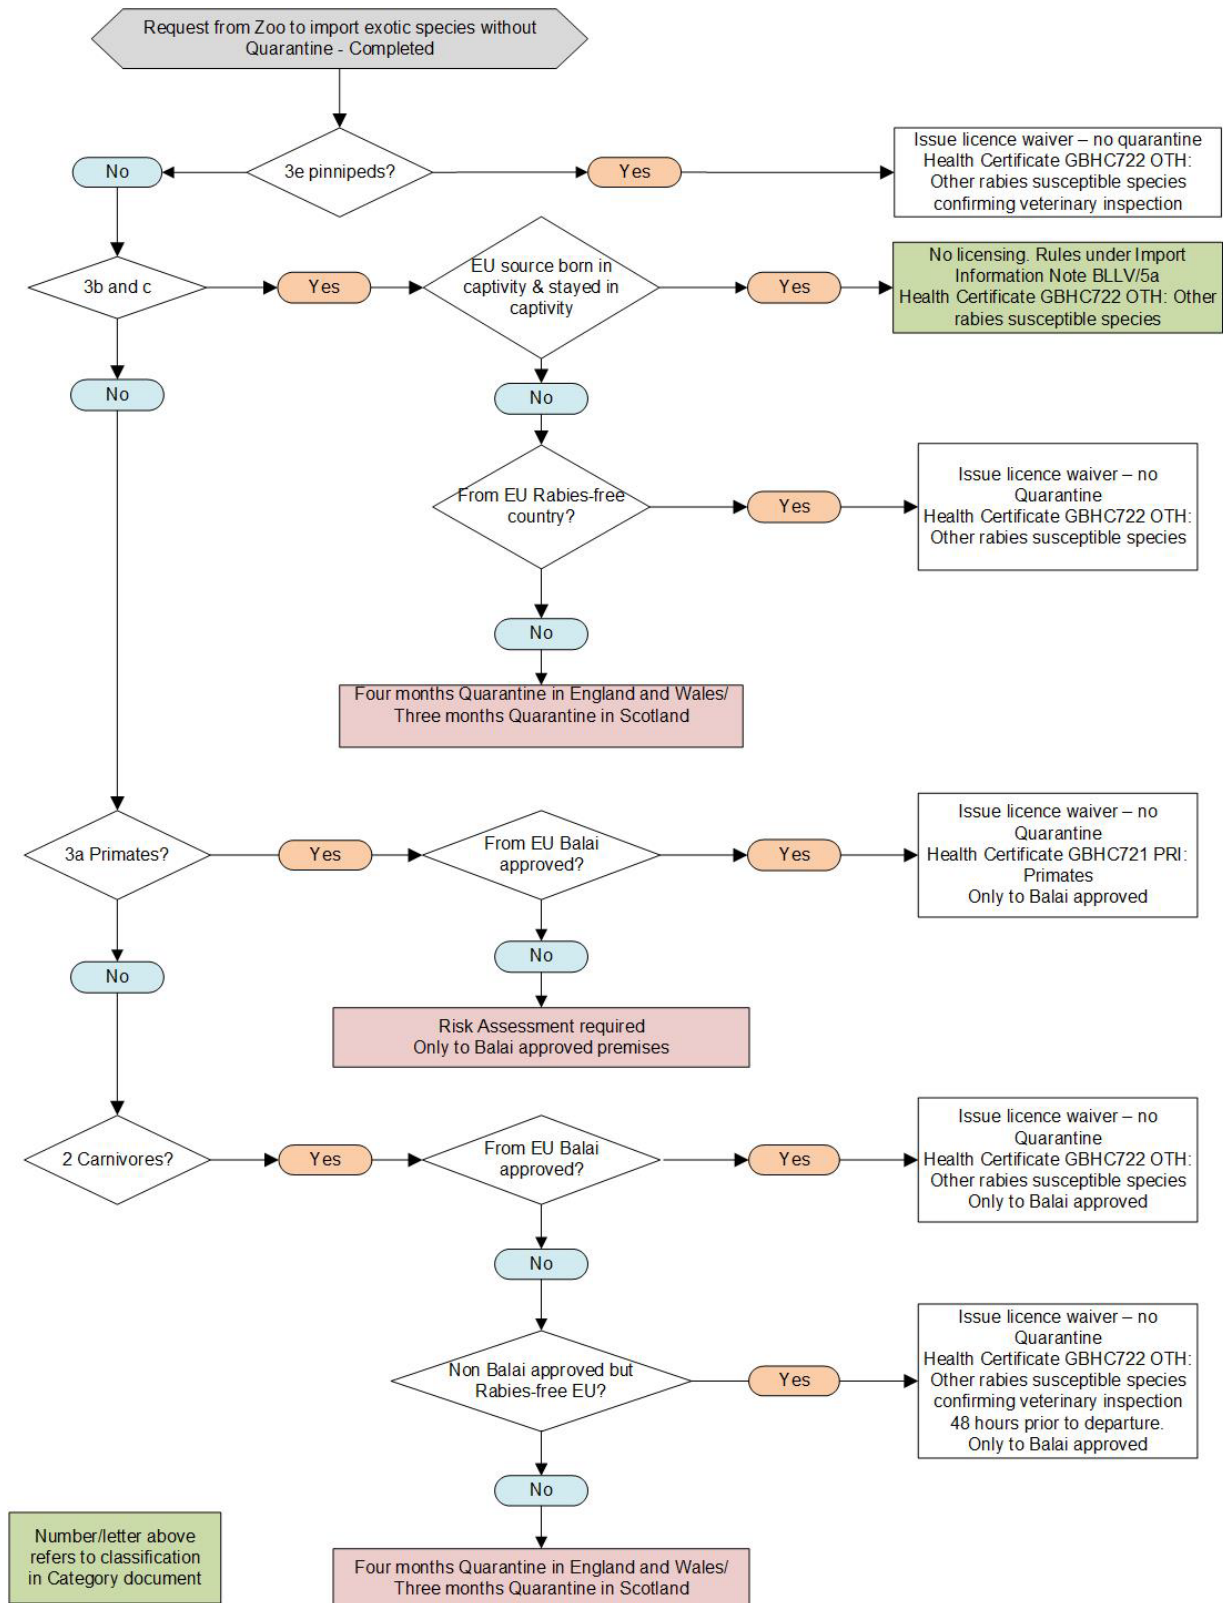 Request from Zoo to import exotic species without
Quarantine - Completed
3e pinnipeds?
No
Yes
Issue licence waiver – no quarantine
Health Certificate GBHC722 OTH:
Other rabies susceptible species
confirming veterinary inspection
3b and c
Yes
EU source born in
captivity & stayed in
captivity
Yes
No licensing. Rules under Import
Information Note BLLV/5a
Health Certificate GBHC722 OTH: Other
rabies susceptible species
No
No
From EU Rabies-free
country?
Yes
Issue licence waiver – no
Quarantine
Health Certificate GBHC722 OTH:
Other rabies susceptible species
No
Four months Quarantine in England and Wales/
Three months Quarantine in Scotland
3a Primates?
Yes
From EU Balai
approved?
Yes
Issue licence waiver – no
Quarantine
Health Certificate GBHC721 PRI:
Primates
Only to Balai approved
No
No
Risk Assessment required
Only to Balai approved premises
2 Carnivores?
Yes
From EU Balai
approved?
Yes
Issue licence waiver – no
Quarantine
Health Certificate GBHC722 OTH:
Other rabies susceptible species
Only to Balai approved
No
Non Balai approved but
Rabies-free EU?
Yes
Issue licence waiver – no
Quarantine
Health Certificate GBHC722 OTH:
Other rabies susceptible species
confirming veterinary inspection
48 hours prior to departure.
Only to Balai approved
No
Four months Quarantine in England and Wales/
Three months Quarantine in Scotland
Number/letter above
refers to classification
in Category document